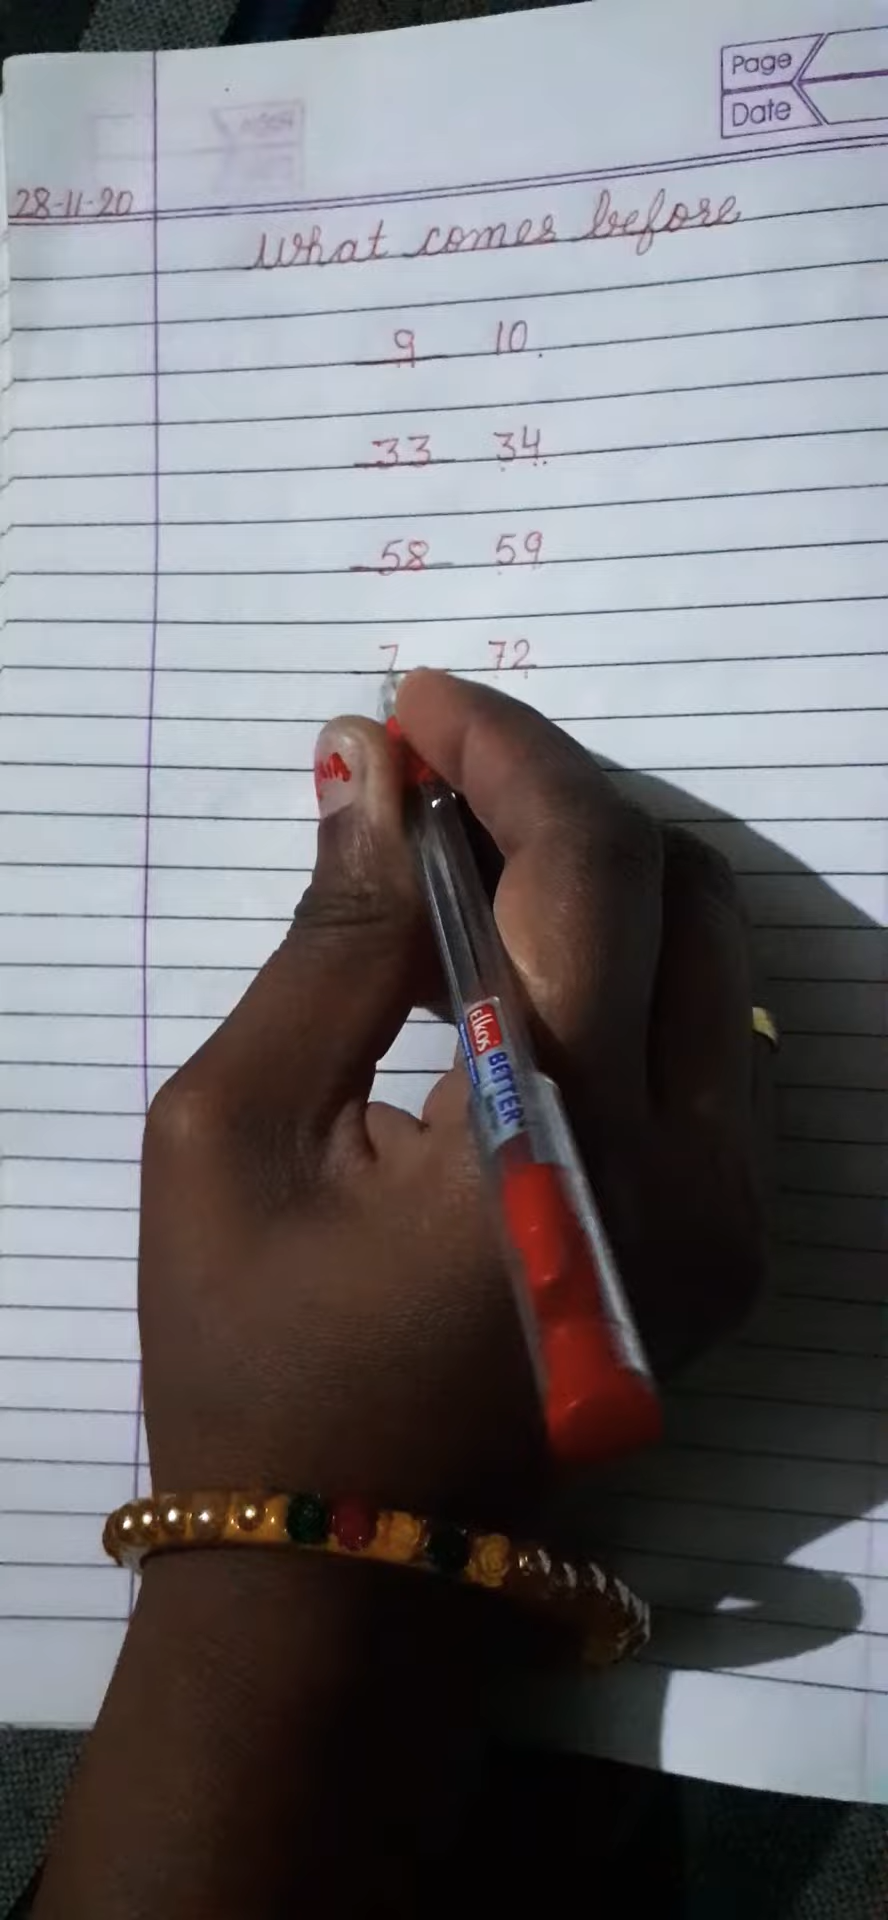 Page
Date
28-11-20
What comes before
9 10
33 34
58 59
7 72
elkos BETTER